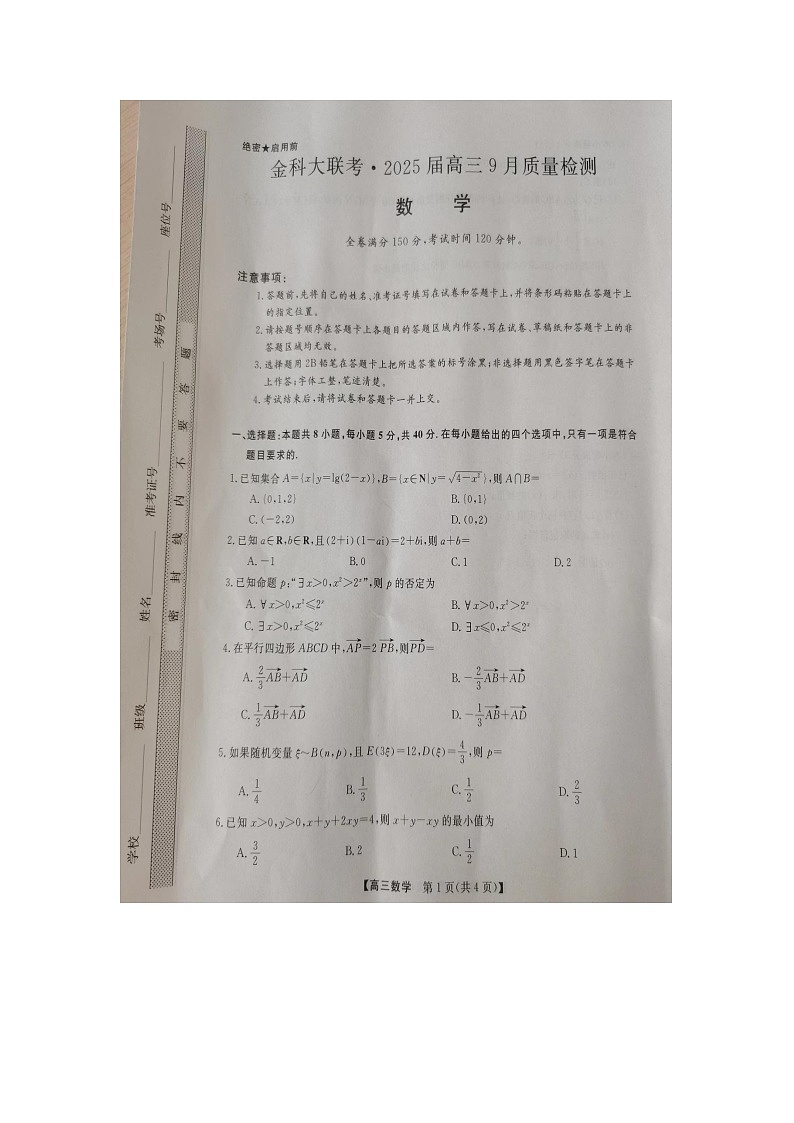 绝密★启用前
金科大联考·2025届高三9月质量检测
数 学
全卷满分150分,考试时间120分钟。
注意事项:
1.答题前,先将自己的姓名、准考证号填写在试卷和答题卡上,并将条形码粘贴在答题卡上
的指定位置。
2.请按题号顺序在答题卡上各题目的答题区域内作答,写在试卷、草稿纸和答题卡上的非
答题区域均无效。
3.选择题用2B铅笔在答题卡上把所选答案的标号涂黑;非选择题用黑色签字笔在答题卡
上作答;字体工整,笔迹清楚。
4.考试结束后,请将试卷和答题卡一并上交。
一、选择题:本题共8小题,每小题5分,共40分.在每小题给出的四个选项中,只有一项是符合
题目要求的.
1.已知集合A={x|y=lg(2−x)},B={x∈N|y=√(4−x²)},则A∩B=
A.{0,1,2} B.{0,1}
C.(−2,2) D.(0,2)
2.已知a∈R,b∈R,且(2+i)(1−ai)=2+bi,则a+b=
A.−1 B.0 C.1 D.2
3.已知命题p:“∃x>0,x²>2ˣ”,则p的否定为
A.∀x>0,x²≤2ˣ B.∀x>0,x²>2ˣ
C.∃x>0,x²≤2ˣ D.∃x≤0,x²≤2ˣ
4.在平行四边形ABCD中,AP→=2PB→,则PD→=
A.2/3AB→+AD→ B.−2/3AB→+AD→
C.1/3AB→+AD→ D.−1/3AB→+AD→
5.如果随机变量ξ~B(n,p),且E(3ξ)=12,D(ξ)=4/3,则p=
A.1/4 B.1/3 C.1/2 D.2/3
6.已知x>0,y>0,x+y+2xy=4,则x+y−xy的最小值为
A.3/2 B.2 C.1/2 D.1
【高三数学 第1页(共4页)】
学校 班级 姓名 准考证号 考场号 座位号
密 封 线 内 不 要 答 题